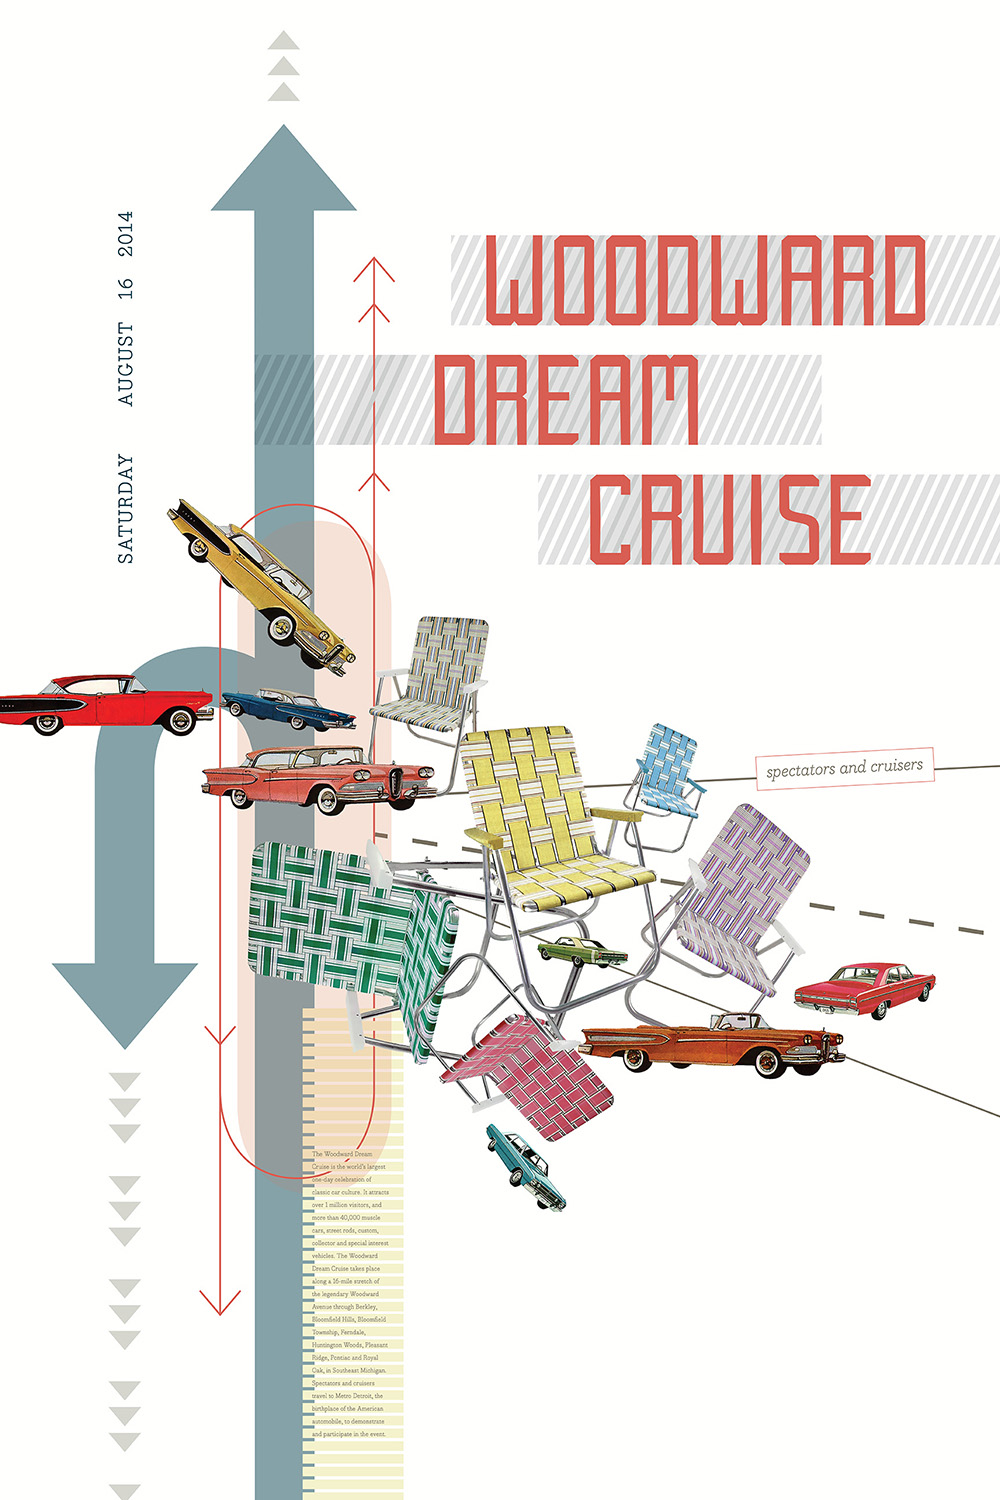 WOODWARD
DREAM
CRUISE
SATURDAY AUGUST 16 2014
spectators and cruisers
The Woodward Dream
Cruise is the world's largest
one-day celebration of
classic car culture. It attracts
over 1 million visitors, and
more than 40,000 muscle
cars, street rods, custom,
collector and special interest
vehicles. The Woodward
Dream Cruise takes place
along a 16-mile stretch of
the legendary Woodward
Avenue through Berkley,
Bloomfield Hills, Bloomfield
Township, Ferndale,
Huntington Woods, Pleasant
Ridge, Pontiac and Royal
Oak, in Southeast Michigan.
Spectators and cruisers
travel to Metro Detroit, the
birthplace of the American
automobile, to demonstrate
and participate in the event.